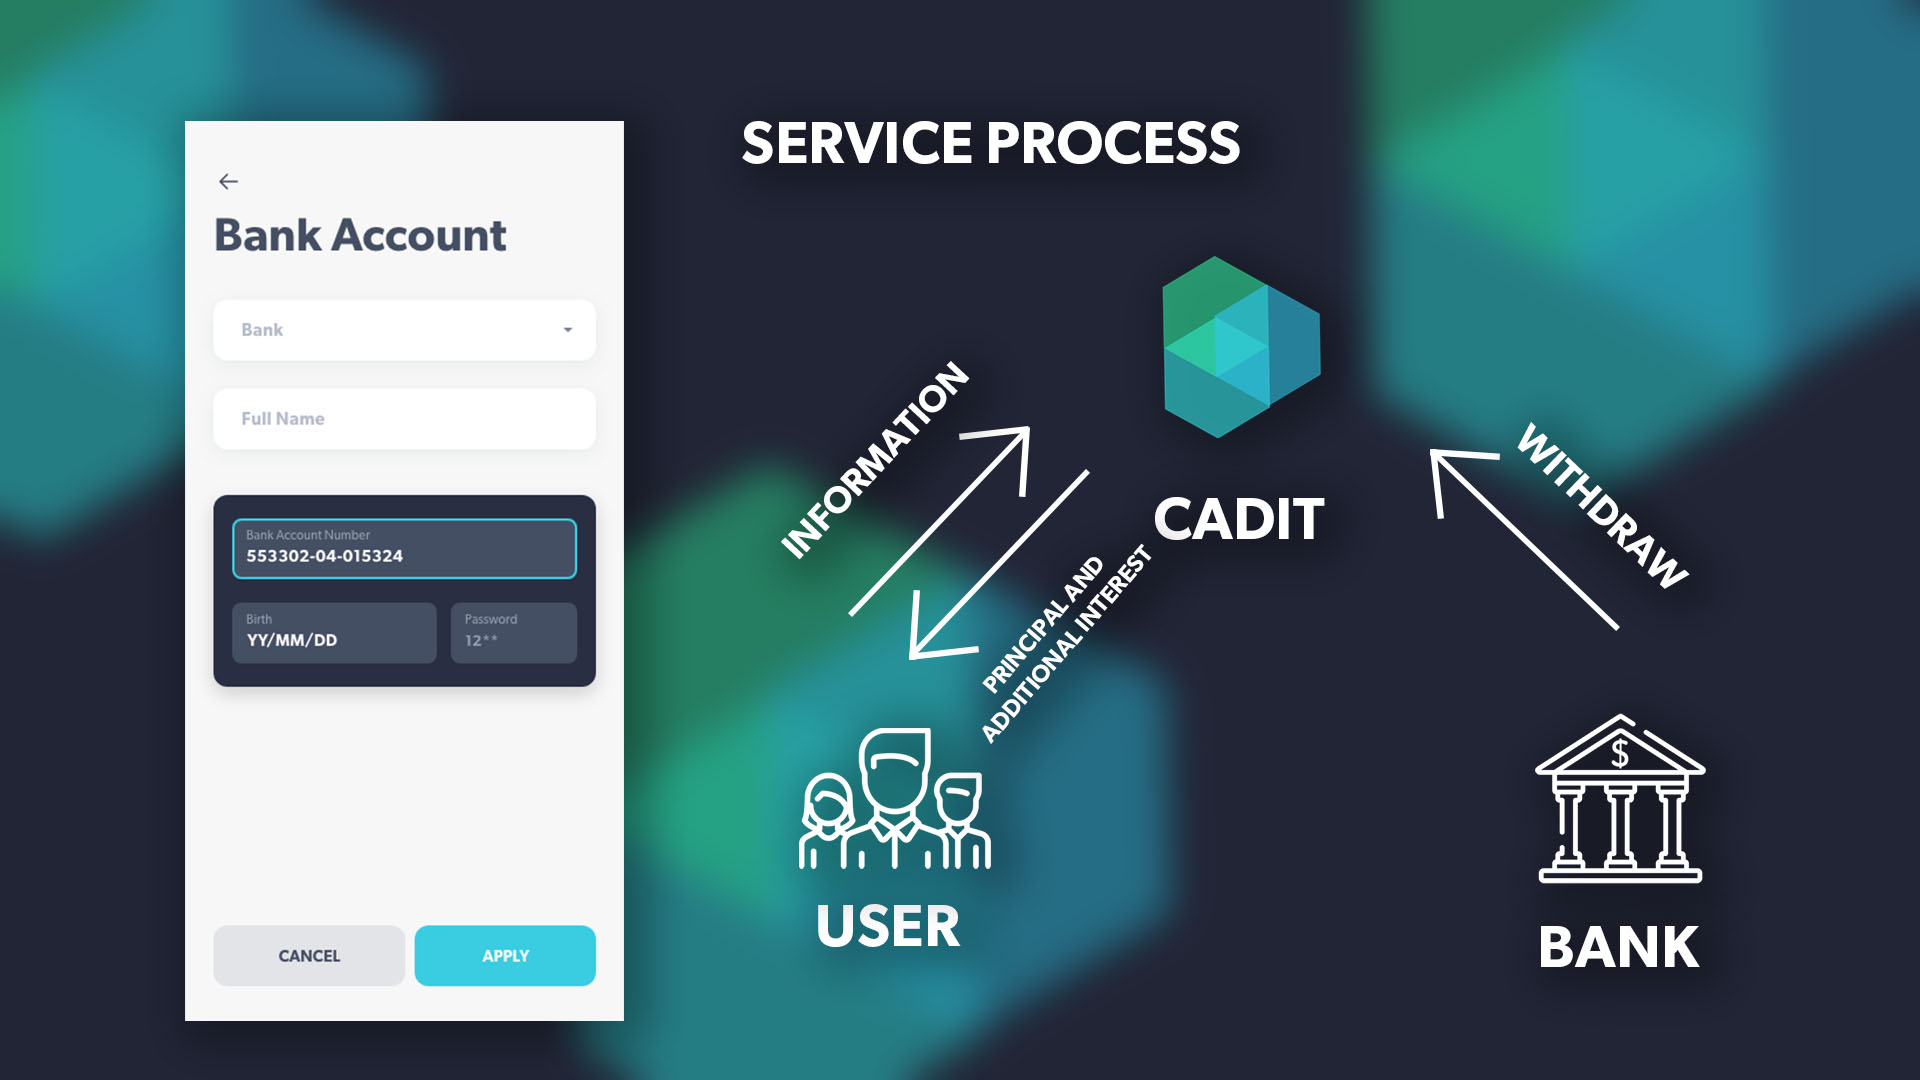 SERVICE PROCESS
Bank Account
Bank
Full Name
Bank Account Number
553302-04-015324
Birth
YY/MM/DD
Password
12**
CANCEL
APPLY
INFORMATION
PRINCIPAL AND
ADDITIONAL INTEREST
CADIT
WITHDRAW
USER
$
BANK